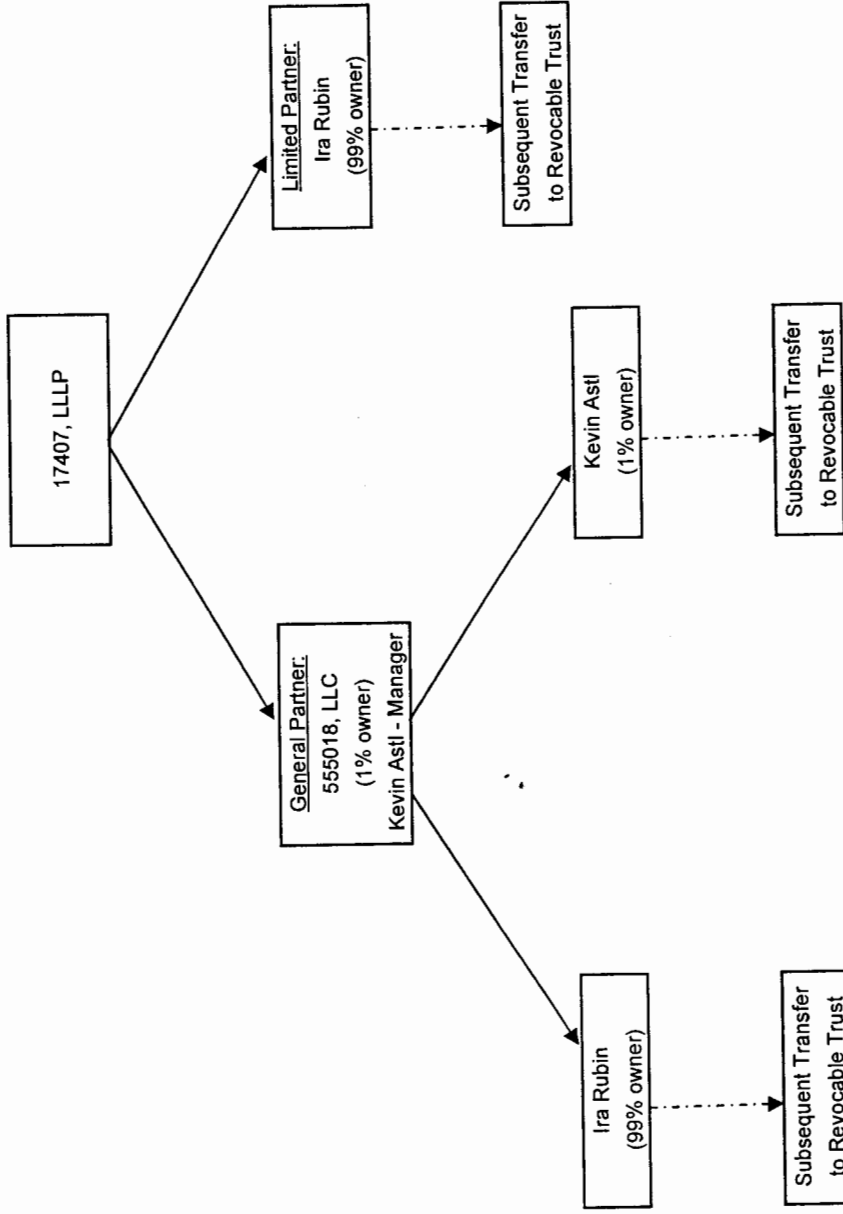 17407, LLLP
General Partner:
555018, LLC
(1% owner)
Kevin Astl - Manager
Limited Partner:
Ira Rubin
(99% owner)
Subsequent Transfer
to Revocable Trust
Ira Rubin
(99% owner)
Kevin Astl
(1% owner)
Subsequent Transfer
to Revocable Trust
Subsequent Transfer
to Revocable Trust